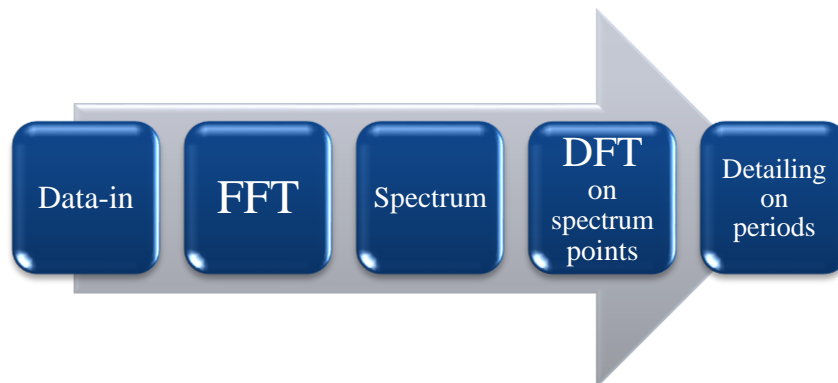 Data-in
FFT
Spectrum
DFT
on
spectrum
points
Detailing
on
periods